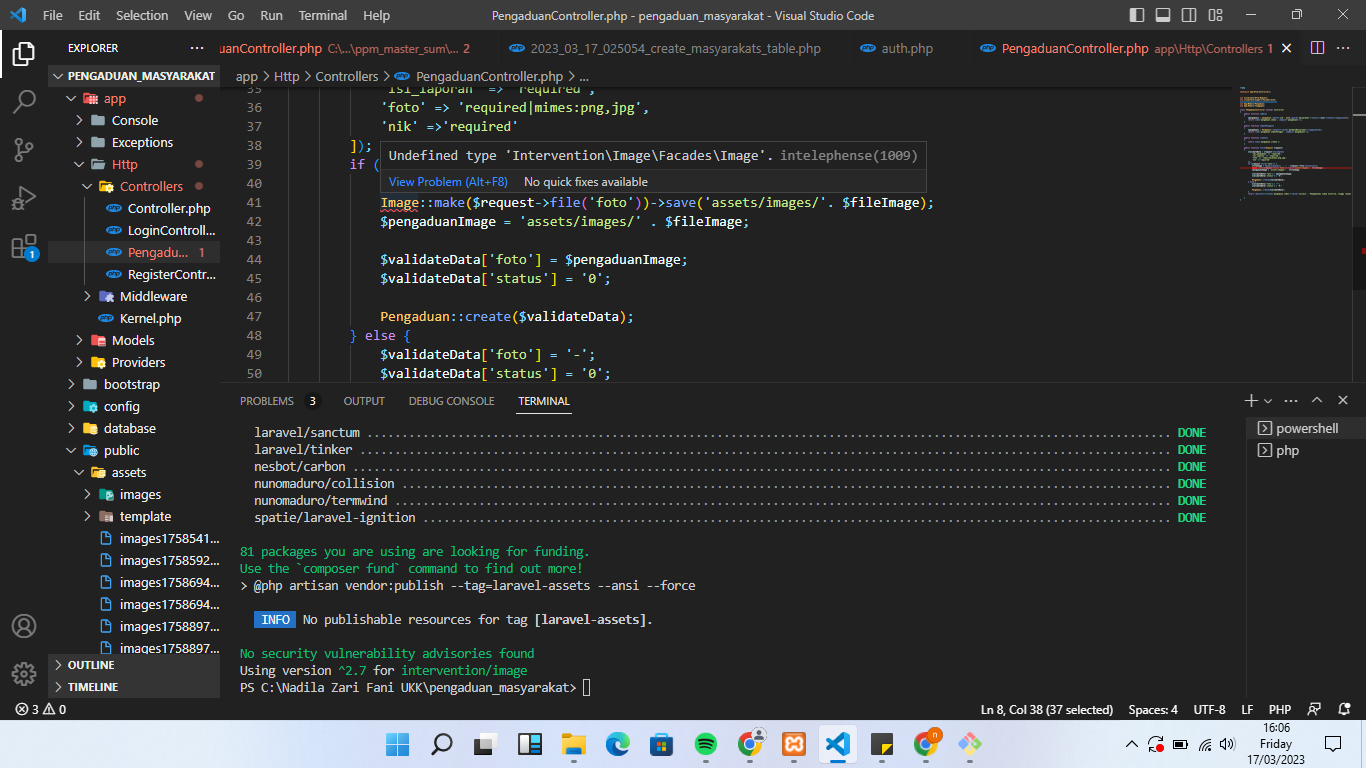 File Edit Selection View Go Run Terminal Help
PengaduanController.php - pengaduan_masyarakat - Visual Studio Code
EXPLORER
uanController.php C:\...\ppm_master_sum\... 2
2023_03_17_025054_create_masyarakats_table.php
auth.php
PengaduanController.php app\Http\Controllers 1
PENGADUAN_MASYARAKAT
app > Http > Controllers > PengaduanController.php > ...
app
Console
Exceptions
Http
Controllers
Controller.php
LoginControll...
Pengadu... 1
RegisterContr...
Middleware
Kernel.php
Models
Providers
bootstrap
config
database
public
assets
images
template
images1758541...
images1758592...
images1758694...
images1758694...
images1758897...
images1758897...
OUTLINE
TIMELINE
1
35 'isi_laporan' => 'required',
36 'foto' => 'required|mimes:png,jpg',
37 'nik' =>'required'
38 ]);
39 if (
Undefined type 'Intervention\Image\Facades\Image'. intelephense(1009)
View Problem (Alt+F8) No quick fixes available
40
41 Image::make($request->file('foto'))->save('assets/images/'. $fileImage);
42 $pengaduanImage = 'assets/images/' . $fileImage;
43
44 $validateData['foto'] = $pengaduanImage;
45 $validateData['status'] = '0';
46
47 Pengaduan::create($validateData);
48 } else {
49 $validateData['foto'] = '-';
50 $validateData['status'] = '0';
PROBLEMS 3 OUTPUT DEBUG CONSOLE TERMINAL
powershell
php
laravel/sanctum ........ DONE
laravel/tinker ........ DONE
nesbot/carbon ........ DONE
nunomaduro/collision ........ DONE
nunomaduro/termwind ........ DONE
spatie/laravel-ignition ........ DONE
81 packages you are using are looking for funding.
Use the `composer fund` command to find out more!
> @php artisan vendor:publish --tag=laravel-assets --ansi --force
INFO No publishable resources for tag [laravel-assets].
No security vulnerability advisories found
Using version ^2.7 for intervention/image
PS C:\Nadila Zari Fani UKK\pengaduan_masyarakat>
3 0
Ln 8, Col 38 (37 selected) Spaces: 4 UTF-8 LF PHP
16:06
Friday
17/03/2023